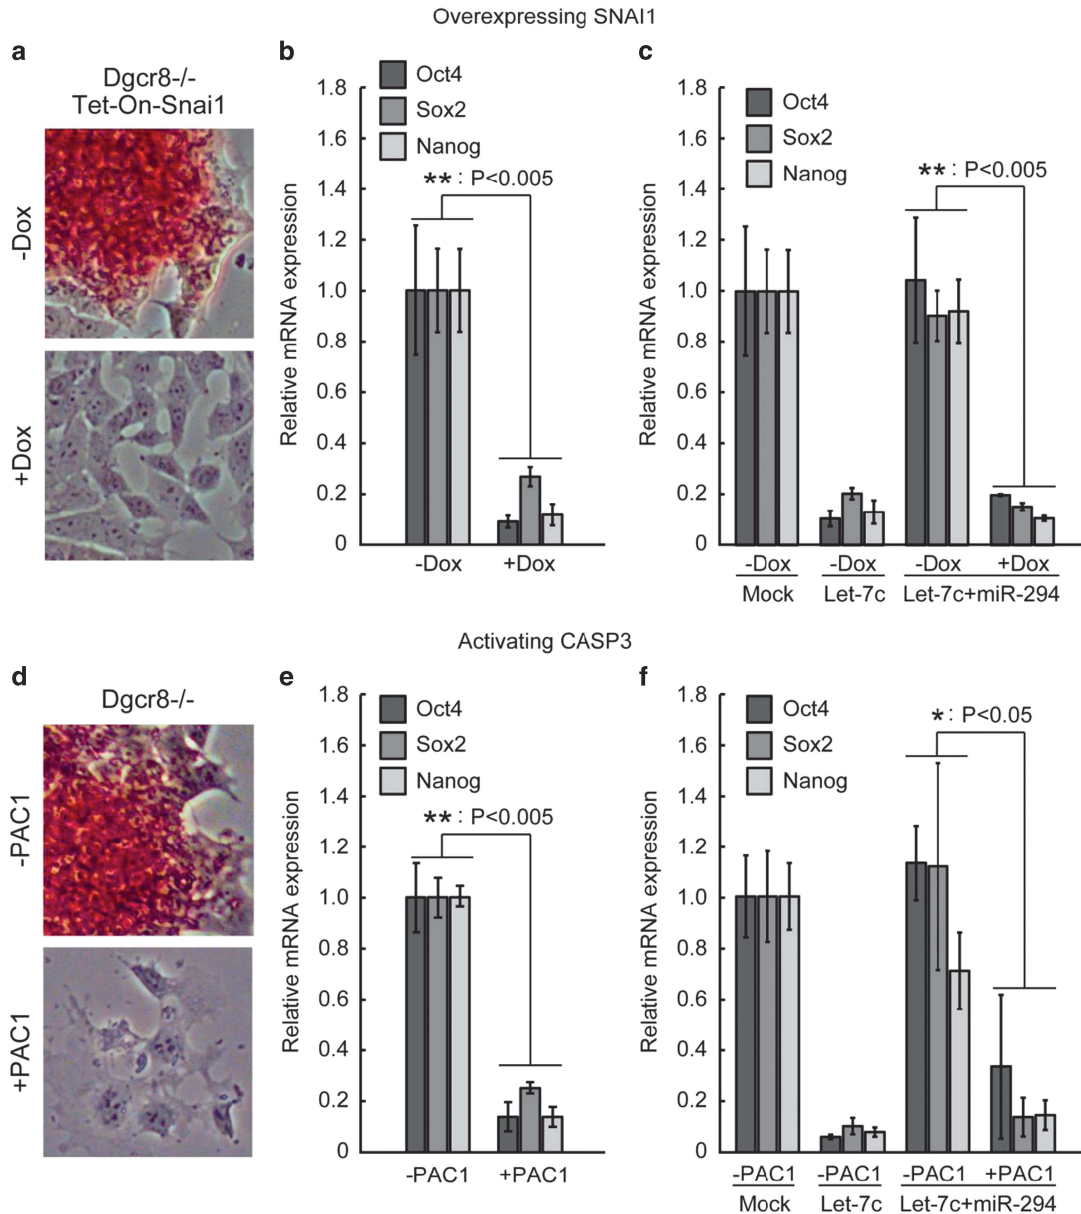 Overexpressing SNAI1
a
Dgcr8-/-
Tet-On-Snai1
-Dox
+Dox
b
Oct4
Sox2
Nanog
**: P<0.005
Relative mRNA expression
1.8
1.6
1.4
1.2
1.0
0.8
0.6
0.4
0.2
0
-Dox +Dox
c
Oct4
Sox2
Nanog
**: P<0.005
Relative mRNA expression
1.8
1.6
1.4
1.2
1.0
0.8
0.6
0.4
0.2
0
-Dox -Dox -Dox +Dox
Mock Let-7c Let-7c+miR-294
Activating CASP3
d
Dgcr8-/-
-PAC1
+PAC1
e
Oct4
Sox2
Nanog
**: P<0.005
Relative mRNA expression
1.8
1.6
1.4
1.2
1.0
0.8
0.6
0.4
0.2
0
-PAC1 +PAC1
f
Oct4
Sox2
Nanog
*: P<0.05
Relative mRNA expression
1.8
1.6
1.4
1.2
1.0
0.8
0.6
0.4
0.2
0
-PAC1 -PAC1 -PAC1 +PAC1
Mock Let-7c Let-7c+miR-294